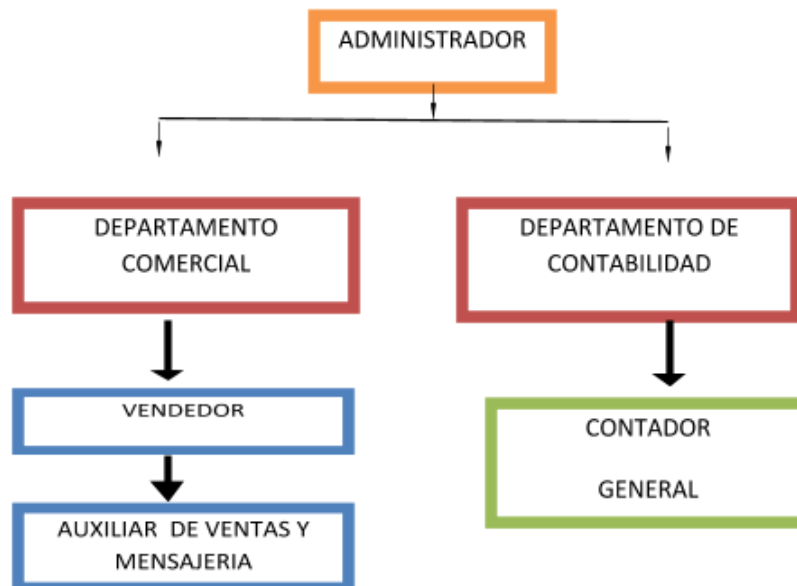 ADMINISTRADOR
DEPARTAMENTO
COMERCIAL
DEPARTAMENTO DE
CONTABILIDAD
VENDEDOR
CONTADOR
GENERAL
AUXILIAR DE VENTAS Y
MENSAJERIA